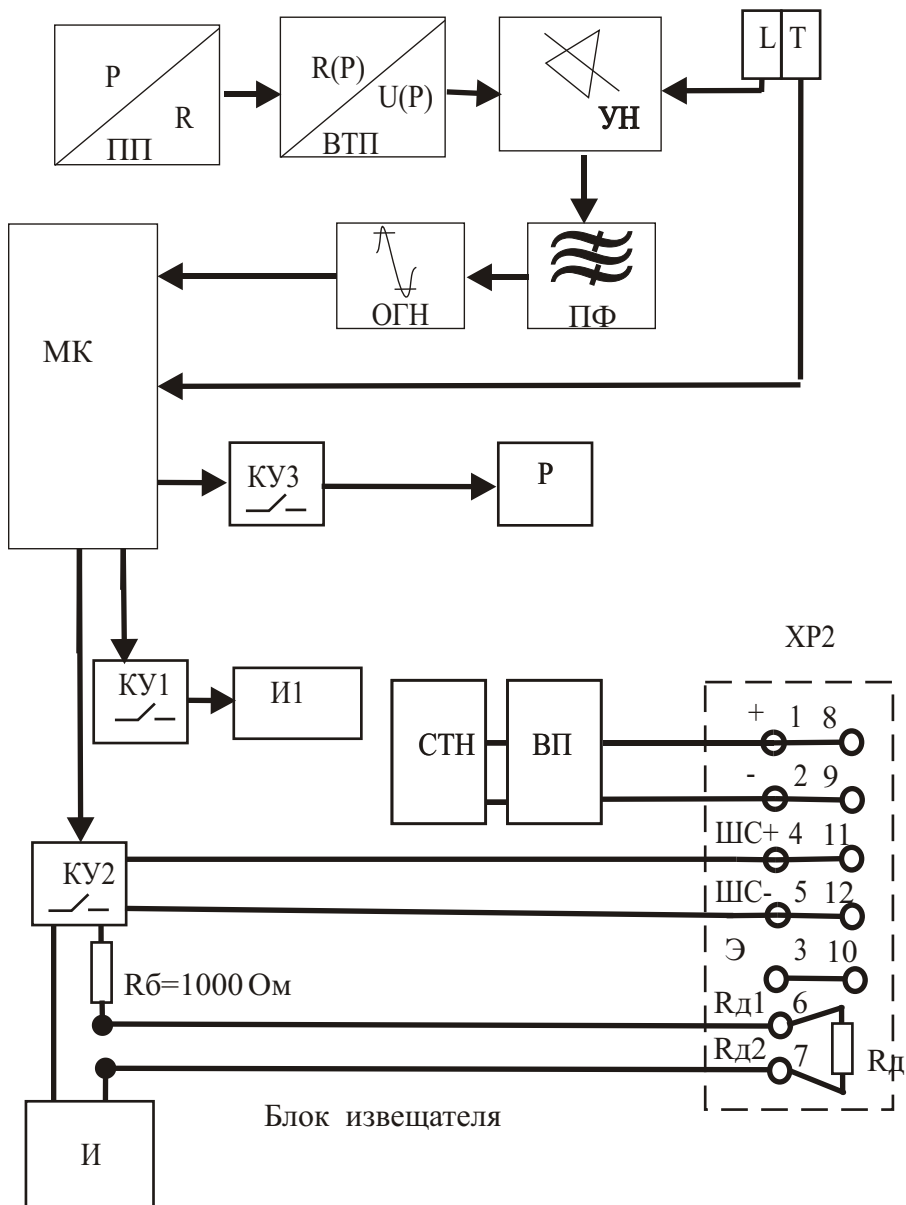 P
R
ПП
R(P)
U(P)
ВТП
УН
L T
МК
ОГН
ПФ
КУ3
Р
КУ1
И1
СТН
ВП
ХР2
+ 1 8
- 2 9
ШС+ 4 11
ШС- 5 12
Э 3 10
Rд1 6
Rд2 7
Rд
КУ2
Rб=1000 Ом
И
Блок извещателя